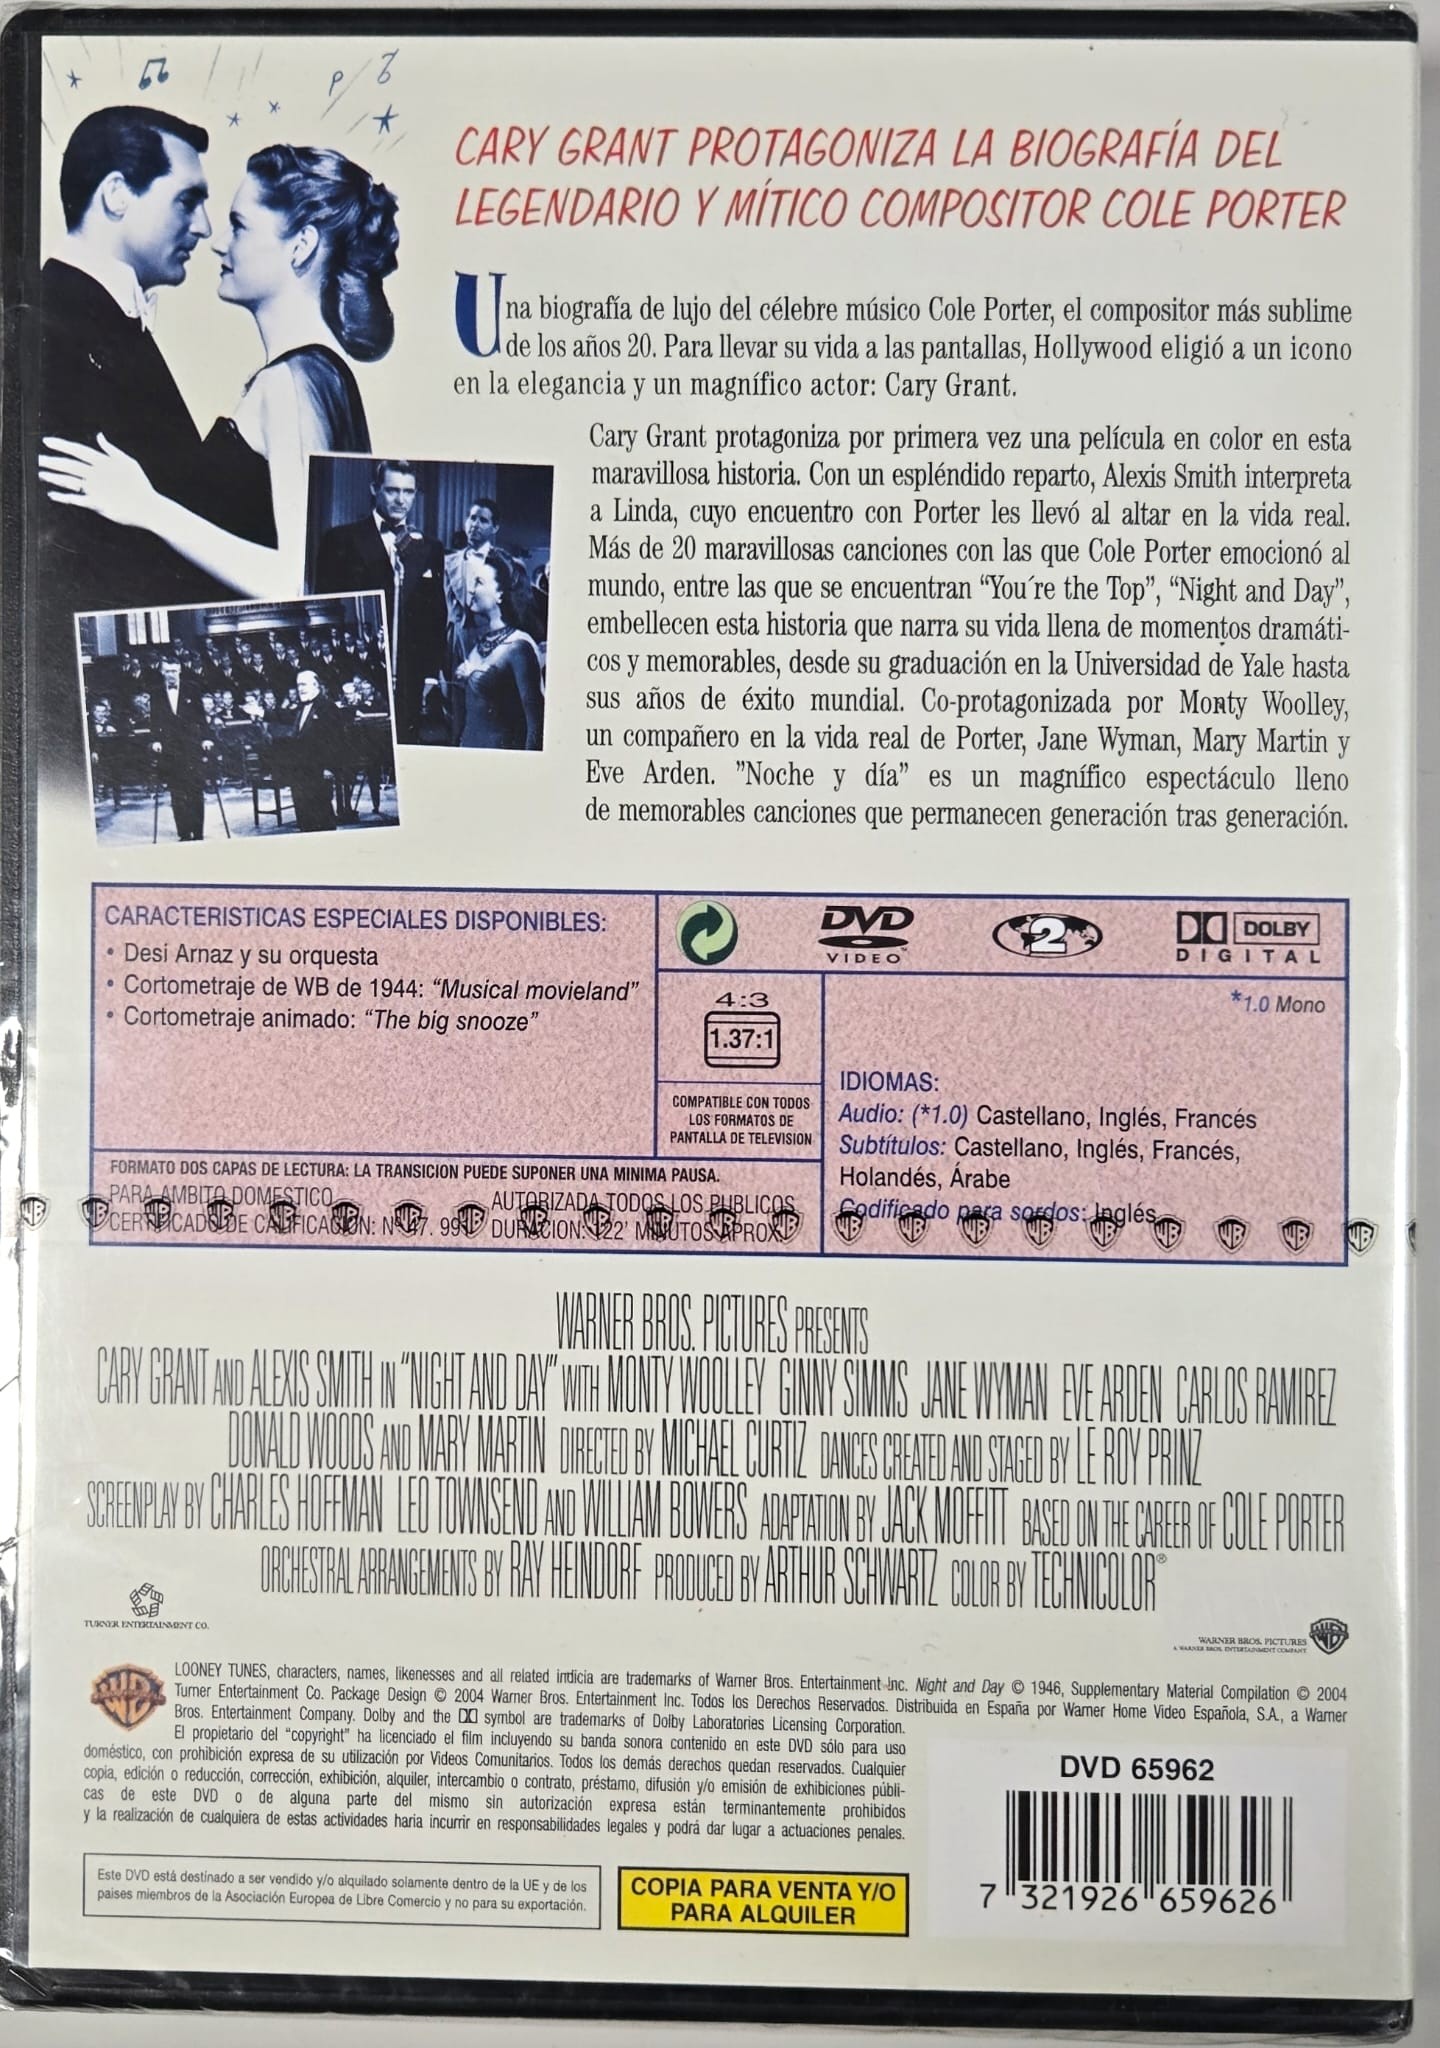 CARY GRANT PROTAGONIZA LA BIOGRAFÍA DEL
LEGENDARIO Y MÍTICO COMPOSITOR COLE PORTER
Una biografía de lujo del célebre músico Cole Porter, el compositor más sublime
de los años 20. Para llevar su vida a las pantallas, Hollywood eligió a un icono
en la elegancia y un magnífico actor: Cary Grant.
Cary Grant protagoniza por primera vez una película en color en esta
maravillosa historia. Con un espléndido reparto, Alexis Smith interpreta
a Linda, cuyo encuentro con Porter les llevó al altar en la vida real.
Más de 20 maravillosas canciones con las que Cole Porter emocionó al
mundo, entre las que se encuentran “You´re the Top”, “Night and Day”,
embellecen esta historia que narra su vida llena de momentos dramáti-
cos y memorables, desde su graduación en la Universidad de Yale hasta
sus años de éxito mundial. Co-protagonizada por Monty Woolley,
un compañero en la vida real de Porter, Jane Wyman, Mary Martin y
Eve Arden. ”Noche y día” es un magnífico espectáculo lleno
de memorables canciones que permanecen generación tras generación.
CARACTERISTICAS ESPECIALES DISPONIBLES:
• Desi Arnaz y su orquesta
• Cortometraje de WB de 1944: “Musical movieland”
• Cortometraje animado: “The big snooze”
DVD
VIDEO
2
DOLBY
DIGITAL
4:3
1.37:1
COMPATIBLE CON TODOS
LOS FORMATOS DE
PANTALLA DE TELEVISION
*1.0 Mono
IDIOMAS:
Audio: (*1.0) Castellano, Inglés, Francés
Subtítulos: Castellano, Inglés, Francés,
Holandés, Árabe
Codificado para sordos: Inglés
FORMATO DOS CAPAS DE LECTURA: LA TRANSICION PUEDE SUPONER UNA MINIMA PAUSA.
PARA AMBITO DOMESTICO AUTORIZADA TODOS LOS PUBLICOS
CERTIFICADO DE CALIFICACION: Nº 47. 991 DURACION: 122' MINUTOS APROX.
WARNER BROS. PICTURES PRESENTS
CARY GRANT AND ALEXIS SMITH IN “NIGHT AND DAY” WITH MONTY WOOLLEY GINNY SIMMS JANE WYMAN EVE ARDEN CARLOS RAMIREZ
DONALD WOODS AND MARY MARTIN DIRECTED BY MICHAEL CURTIZ DANCES CREATED AND STAGED BY LE ROY PRINZ
SCREENPLAY BY CHARLES HOFFMAN LEO TOWNSEND AND WILLIAM BOWERS ADAPTATION BY JACK MOFFITT BASED ON THE CAREER OF COLE PORTER
ORCHESTRAL ARRANGEMENTS BY RAY HEINDORF PRODUCED BY ARTHUR SCHWARTZ COLOR BY TECHNICOLOR®
TURNER ENTERTAINMENT CO.
WARNER BROS. PICTURES
A WARNER BROS. ENTERTAINMENT COMPANY
LOONEY TUNES, characters, names, likenesses and all related indicia are trademarks of Warner Bros. Entertainment Inc. Night and Day © 1946, Supplementary Material Compilation © 2004
Turner Entertainment Co. Package Design © 2004 Warner Bros. Entertainment Inc. Todos los Derechos Reservados. Distribuida en España por Warner Home Video Española, S.A., a Warner
Bros. Entertainment Company. Dolby and the symbol are trademarks of Dolby Laboratories Licensing Corporation.
El propietario del “copyright” ha licenciado el film incluyendo su banda sonora contenido en este DVD sólo para uso
doméstico, con prohibición expresa de su utilización por Videos Comunitarios. Todos los demás derechos quedan reservados. Cualquier
copia, edición o reducción, corrección, exhibición, alquiler, intercambio o contrato, préstamo, difusión y/o emisión de exhibiciones públi-
cas de este DVD o de alguna parte del mismo sin autorización expresa están terminantemente prohibidos
y la realización de cualquiera de estas actividades haria incurrir en responsabilidades legales y podrá dar lugar a actuaciones penales.
Este DVD está destinado a ser vendido y/o alquilado solamente dentro de la UE y de los
paises miembros de la Asociación Europea de Libre Comercio y no para su exportación.
COPIA PARA VENTA Y/O
PARA ALQUILER
DVD 65962
7 321926 659626